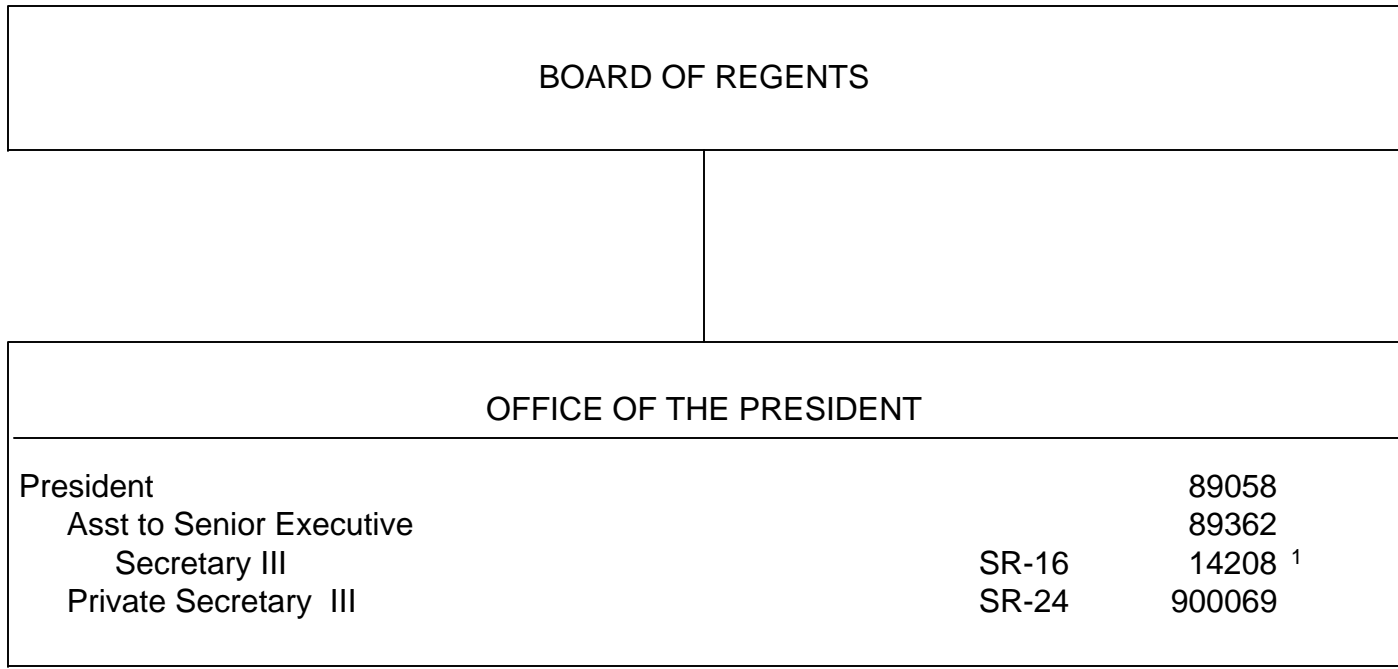 BOARD OF REGENTS
OFFICE OF THE PRESIDENT
President 89058
Asst to Senior Executive 89362
Secretary III SR-16 14208 1
Private Secretary III SR-24 900069